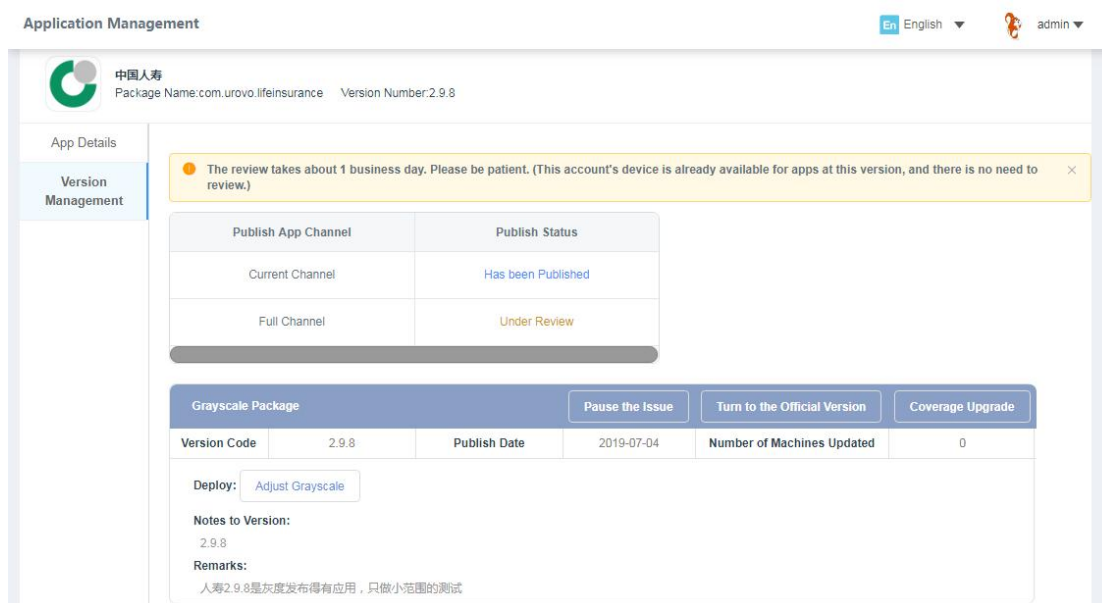 Application Management
En English admin
中国人寿
Package Name:com.urovo.lifeinsurance Version Number:2.9.8
App Details
Version
Management
The review takes about 1 business day. Please be patient. (This account's device is already available for apps at this version, and there is no need to
review.)
Publish App Channel Publish Status
Current Channel Has been Published
Full Channel Under Review
Grayscale Package Pause the Issue Turn to the Official Version Coverage Upgrade
Version Code 2.9.8 Publish Date 2019-07-04 Number of Machines Updated 0
Deploy: Adjust Grayscale
Notes to Version:
2.9.8
Remarks:
人寿2.9.8是灰度发布得有应用，只做小范围的测试